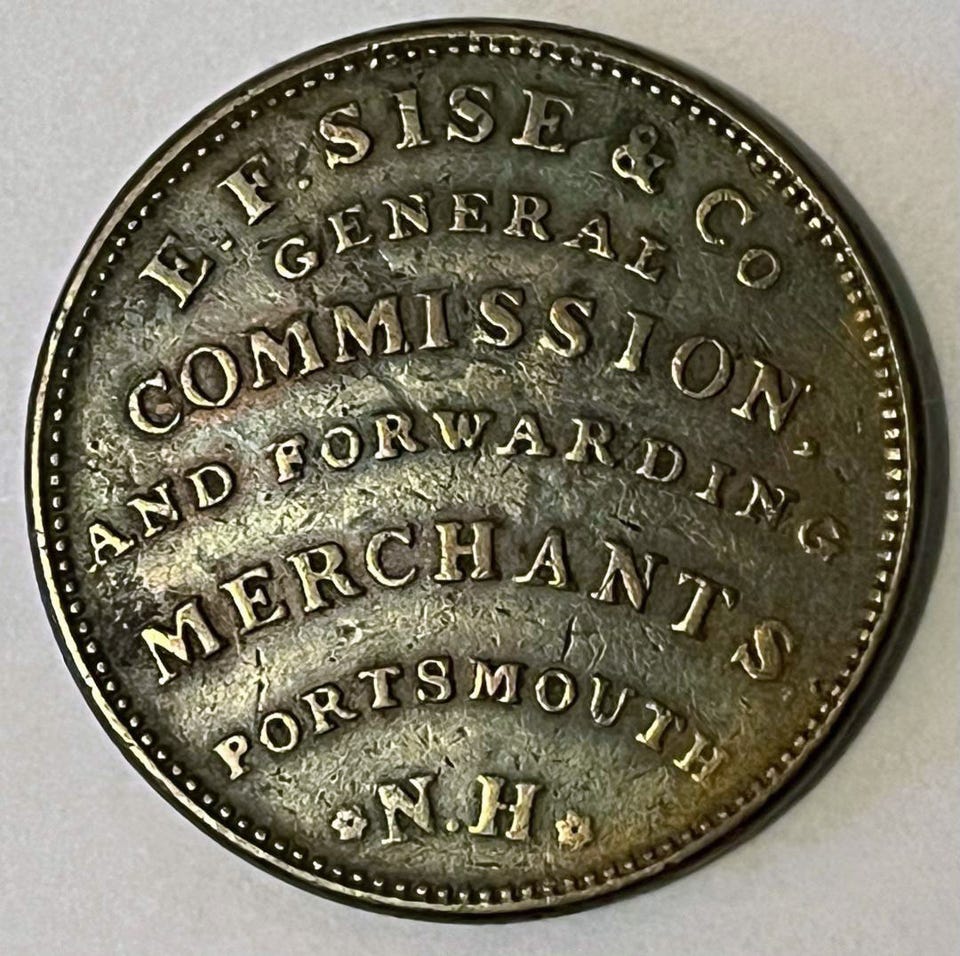 E. F. SISE & Co
GENERAL
COMMISSION,
AND FORWARDING
MERCHANTS.
PORTSMOUTH
N.H